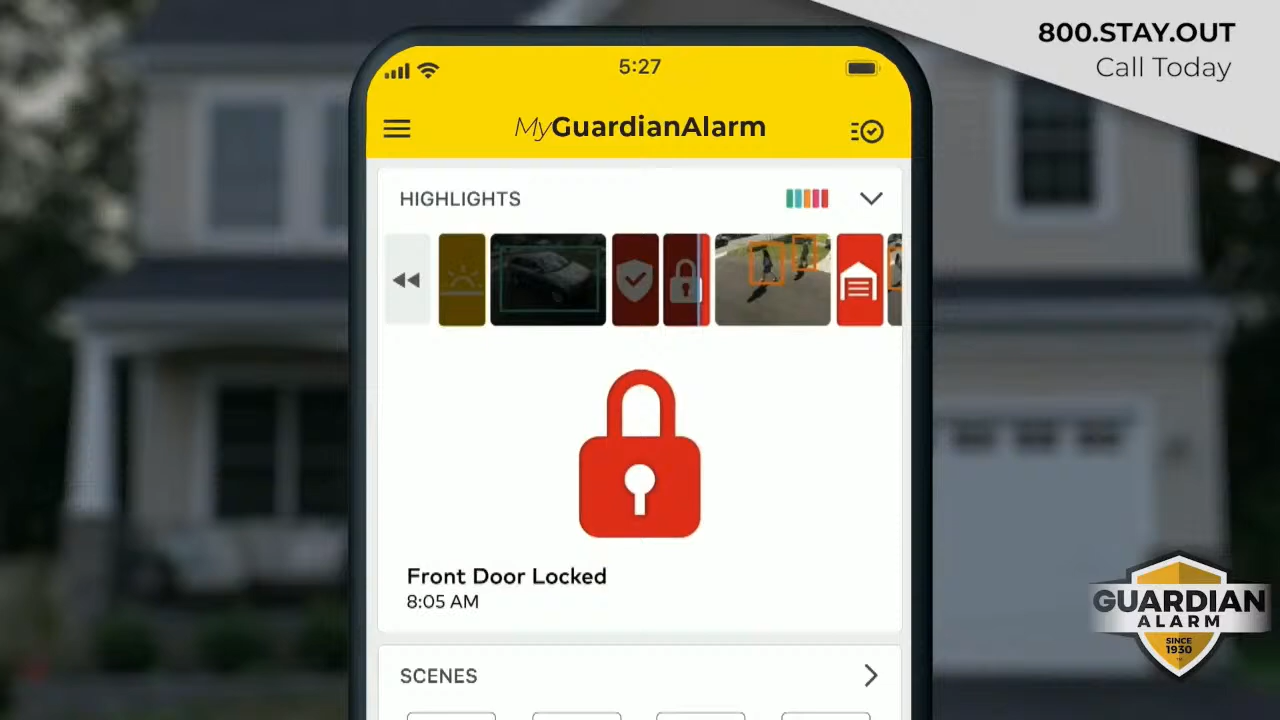 800.STAY.OUT
Call Today
5:27
MyGuardianAlarm
HIGHLIGHTS
Front Door Locked
8:05 AM
SCENES
GUARDIAN
ALARM
SINCE
1930